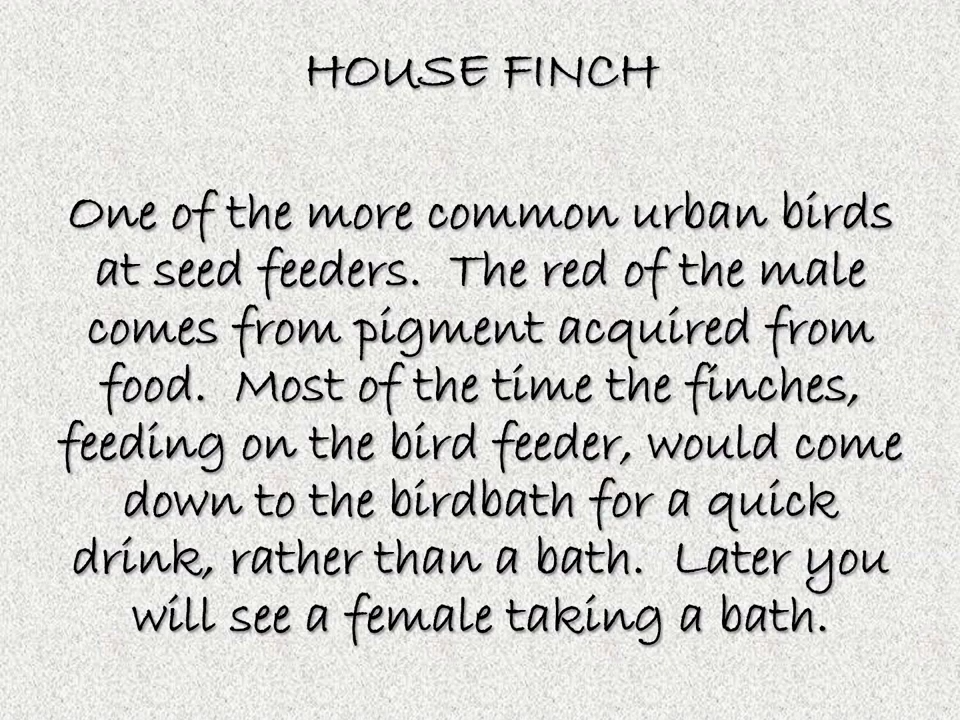 HOUSE FINCH
One of the more common urban birds
at seed feeders.  The red of the male
comes from pigment acquired from
food.  Most of the time the finches,
feeding on the bird feeder, would come
down to the birdbath for a quick
drink, rather than a bath.  Later you
will see a female taking a bath.